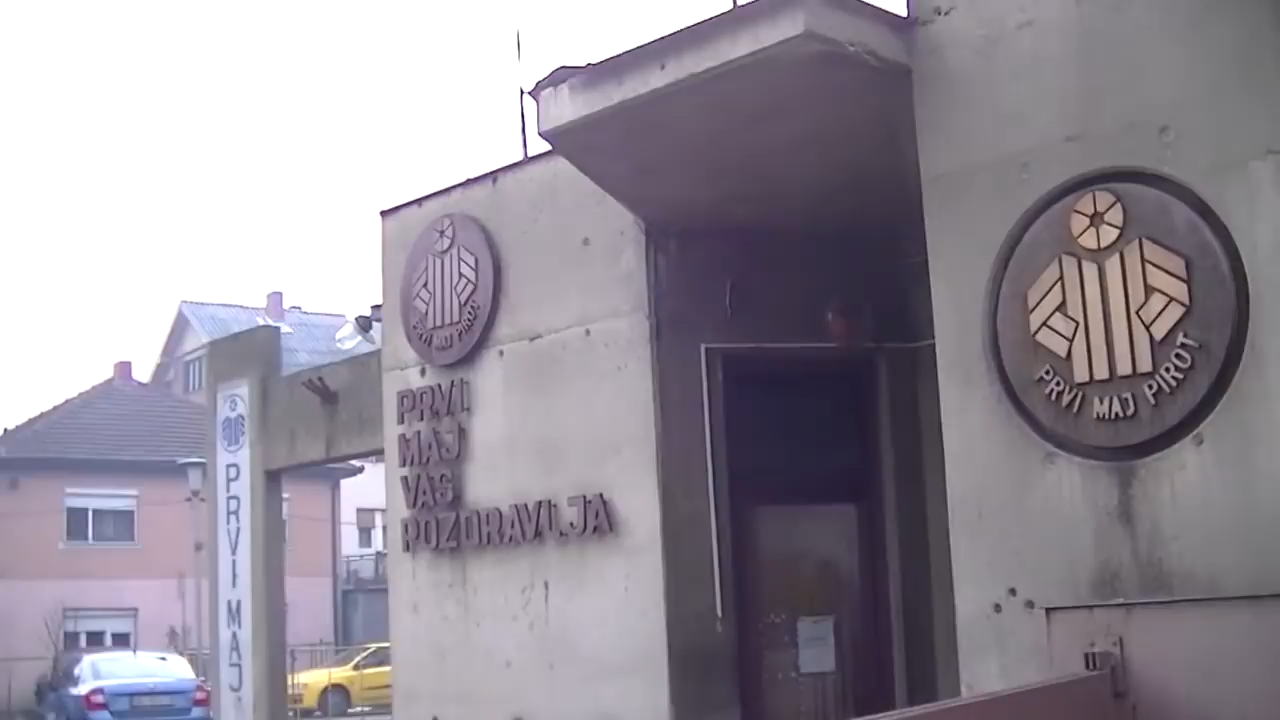 PRVI MAJ PIROT
PRVI
MAJ
VAS
POZDRAVLJA
PRVI MAJ
PRVI MAJ PIROT